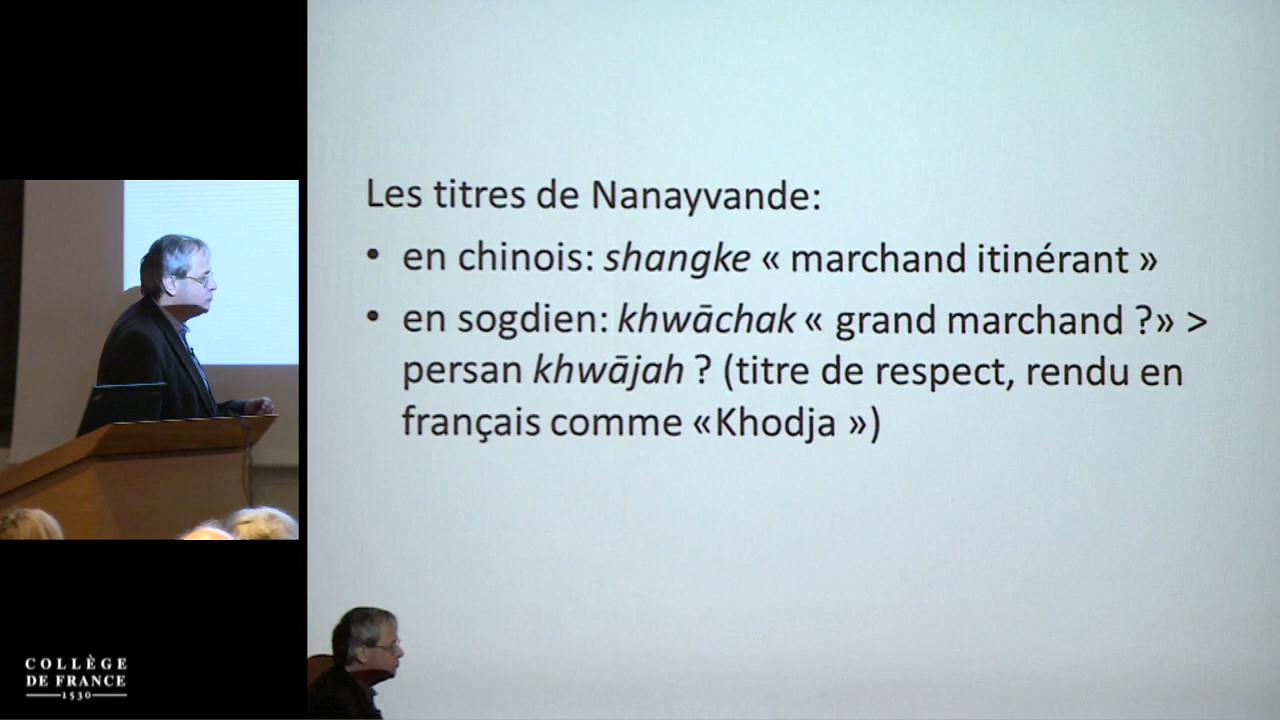 Les titres de Nanayvande:
• en chinois: shangke « marchand itinérant »
• en sogdien: khwāchak « grand marchand ?» >
persan khwājah ? (titre de respect, rendu en
français comme «Khodja »)
COLLÈGE
DE FRANCE
1530